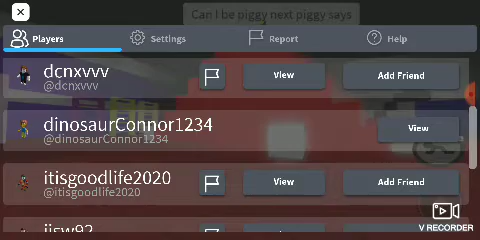 Can I be piggy next piggy says
Players Settings Report Help
dcnxvvv
@dcnxvvv
View Add Friend
dinosaurConnor1234
@dinosaurConnor1234
View
itisgoodlife2020
@itisgoodlife2020
View Add Friend
V RECORDER